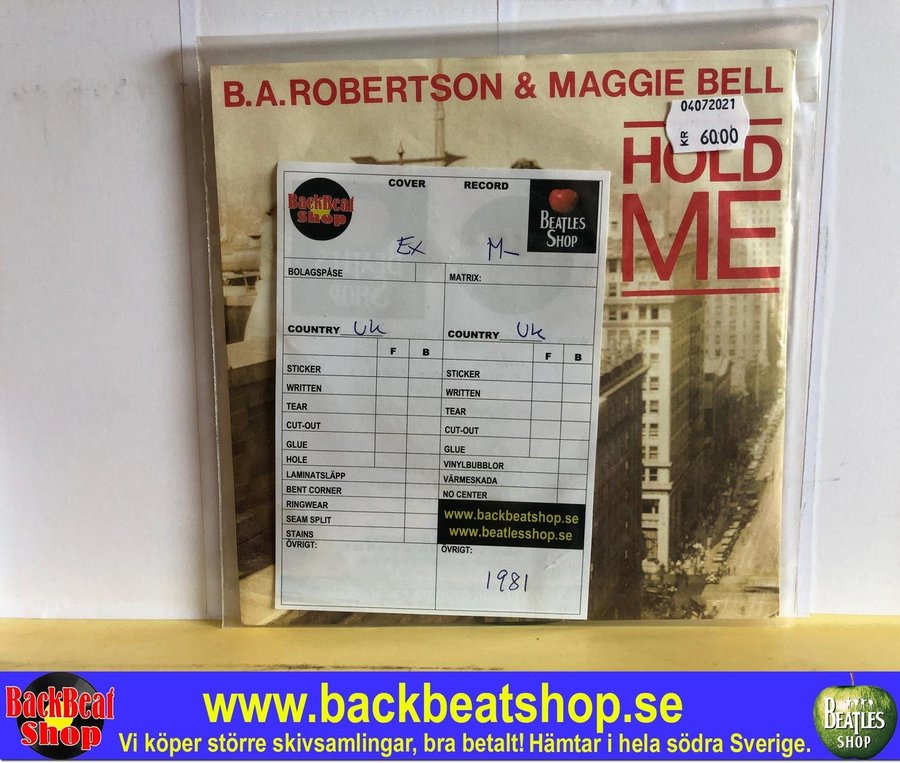 B.A.ROBERTSON & MAGGIE BELL
04072021
KR 60.00
HOLD
ME
BackBeat
Shop
COVER
RECORD
BEATLES
SHOP
Ex
M-
BOLAGSPÅSE
MATRIX:
COUNTRY UK
COUNTRY UK
F B
F B
STICKER
WRITTEN
TEAR
CUT-OUT
GLUE
HOLE
LAMINATSLÄPP
BENT CORNER
RINGWEAR
SEAM SPLIT
STAINS
ÖVRIGT:
STICKER
WRITTEN
TEAR
CUT-OUT
GLUE
VINYLBUBBLOR
VÄRMESKADA
NO CENTER
www.backbeatshop.se
www.beatlesshop.se
ÖVRIGT:
1981
BackBeat
Shop
www.backbeatshop.se
Vi köper större skivsamlingar, bra betalt! Hämtar i hela södra Sverige.
BEATLES
SHOP